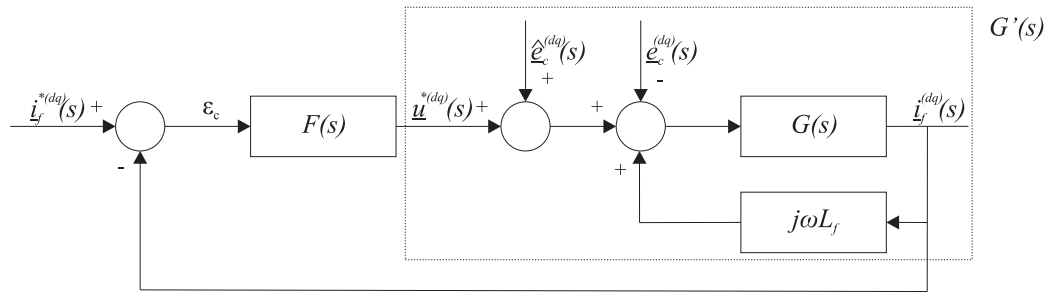 G'(s)
ê_c^(dq)(s)
e_c^(dq)(s)
+
-
i_f^*(dq)(s) +
ε_c
F(s)
u^*(dq)(s) +
+
G(s)
i_f^(dq)(s)
-
+
jωL_f